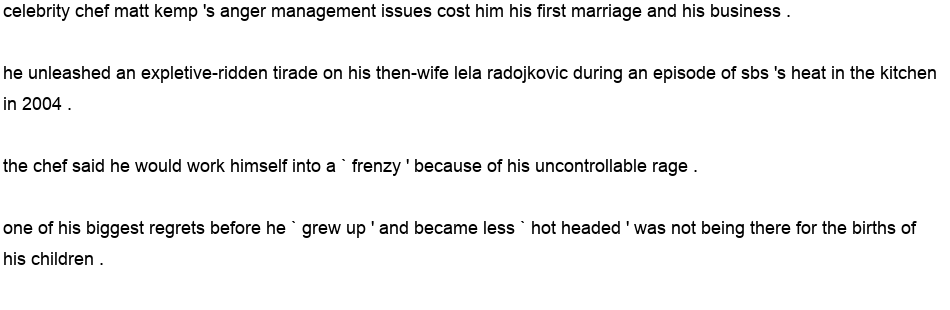 celebrity chef matt kemp 's anger management issues cost him his first marriage and his business .
he unleashed an expletive-ridden tirade on his then-wife lela radojkovic during an episode of sbs 's heat in the kitchen
in 2004 .
the chef said he would work himself into a ` frenzy ' because of his uncontrollable rage .
one of his biggest regrets before he ` grew up ' and became less ` hot headed ' was not being there for the births of
his children .